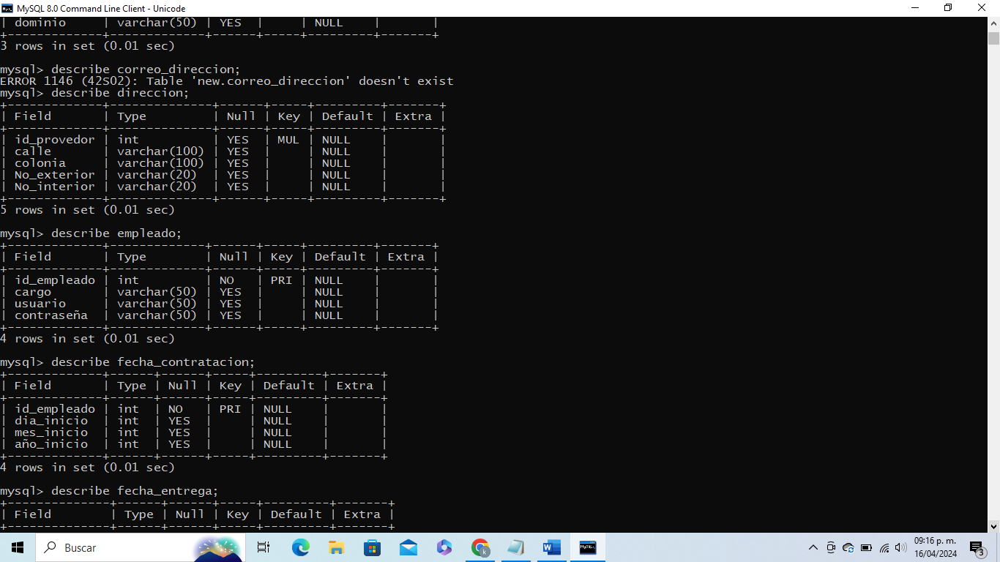 MySQL 8.0 Command Line Client - Unicode
| dominio     | varchar(50) | YES  |     | NULL    |       |
+-------------+-------------+------+-----+---------+-------+
3 rows in set (0.01 sec)
mysql> describe correo_direccion;
ERROR 1146 (42S02): Table 'new.correo_direccion' doesn't exist
mysql> describe direccion;
+-------------+--------------+------+-----+---------+-------+
| Field       | Type         | Null | Key | Default | Extra |
+-------------+--------------+------+-----+---------+-------+
| id_provedor | int          | YES  | MUL | NULL    |       |
| calle       | varchar(100) | YES  |     | NULL    |       |
| colonia     | varchar(100) | YES  |     | NULL    |       |
| No_exterior | varchar(20)  | YES  |     | NULL    |       |
| No_interior | varchar(20)  | YES  |     | NULL    |       |
+-------------+--------------+------+-----+---------+-------+
5 rows in set (0.01 sec)
mysql> describe empleado;
+-------------+-------------+------+-----+---------+-------+
| Field       | Type        | Null | Key | Default | Extra |
+-------------+-------------+------+-----+---------+-------+
| id_empleado | int         | NO   | PRI | NULL    |       |
| cargo       | varchar(50) | YES  |     | NULL    |       |
| usuario     | varchar(50) | YES  |     | NULL    |       |
| contraseña  | varchar(50) | YES  |     | NULL    |       |
+-------------+-------------+------+-----+---------+-------+
4 rows in set (0.01 sec)
mysql> describe fecha_contratacion;
+-------------+------+------+-----+---------+-------+
| Field       | Type | Null | Key | Default | Extra |
+-------------+------+------+-----+---------+-------+
| id_empleado | int  | NO   | PRI | NULL    |       |
| dia_inicio  | int  | YES  |     | NULL    |       |
| mes_inicio  | int  | YES  |     | NULL    |       |
| año_inicio  | int  | YES  |     | NULL    |       |
+-------------+------+------+-----+---------+-------+
4 rows in set (0.01 sec)
mysql> describe fecha_entrega;
+--------------+------+------+-----+---------+-------+
| Field        | Type | Null | Key | Default | Extra |
+--------------+------+------+-----+---------+-------+
Buscar
09:16 p. m.
16/04/2024
3